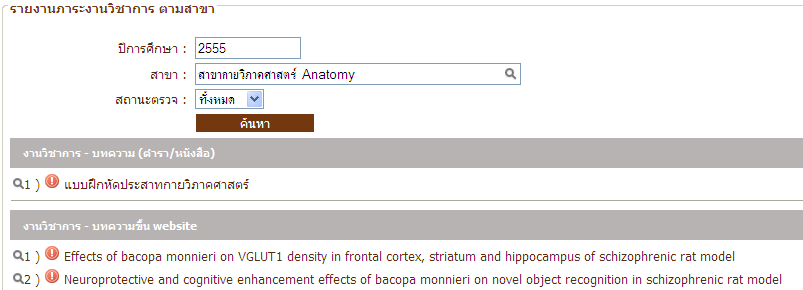 รายงานภาระงานวิชาการ ตามสาขา
ปีการศึกษา : 2555
สาขา : สาขากายวิภาคศาสตร์ Anatomy
สถานะตรวจ : ทั้งหมด
ค้นหา
งานวิชาการ - บทความ (ตำรา/หนังสือ)
1 ) แบบฝึกหัดประสาทกายวิภาคศาสตร์
งานวิชาการ - บทความขึ้น website
1 ) Effects of bacopa monnieri on VGLUT1 density in frontal cortex, striatum and hippocampus of schizophrenic rat model
2 ) Neuroprotective and cognitive enhancement effects of bacopa monnieri on novel object recognition in schizophrenic rat model